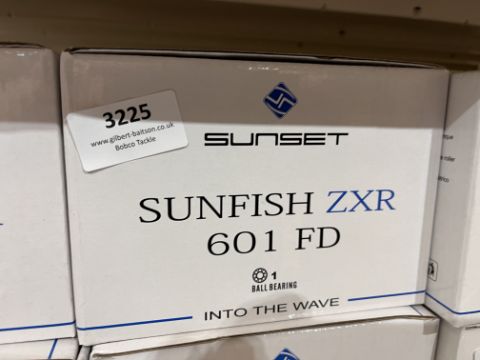 3225
www.gilbert-baitson.co.uk
Bobco Tackle
SUNSET
SUNFISH ZXR
601 FD
1
BALL BEARING
INTO THE WAVE
roller